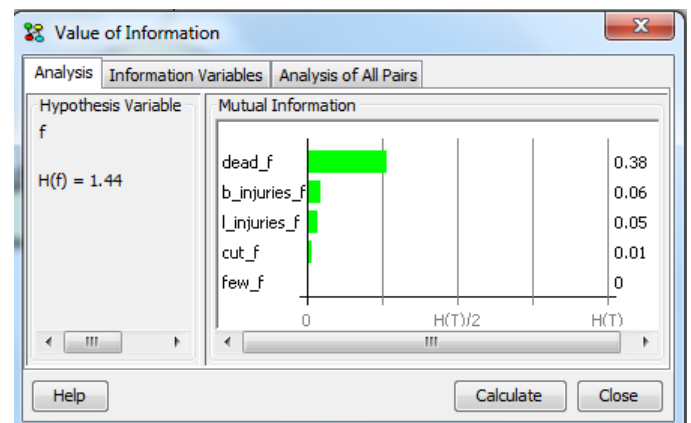 Value of Information
Analysis Information Variables Analysis of All Pairs
Hypothesis Variable
f
H(f) = 1.44
Mutual Information
dead_f 0.38
b_injuries_f 0.06
l_injuries_f 0.05
cut_f 0.01
few_f 0
0 H(T)/2 H(T)
Help Calculate Close